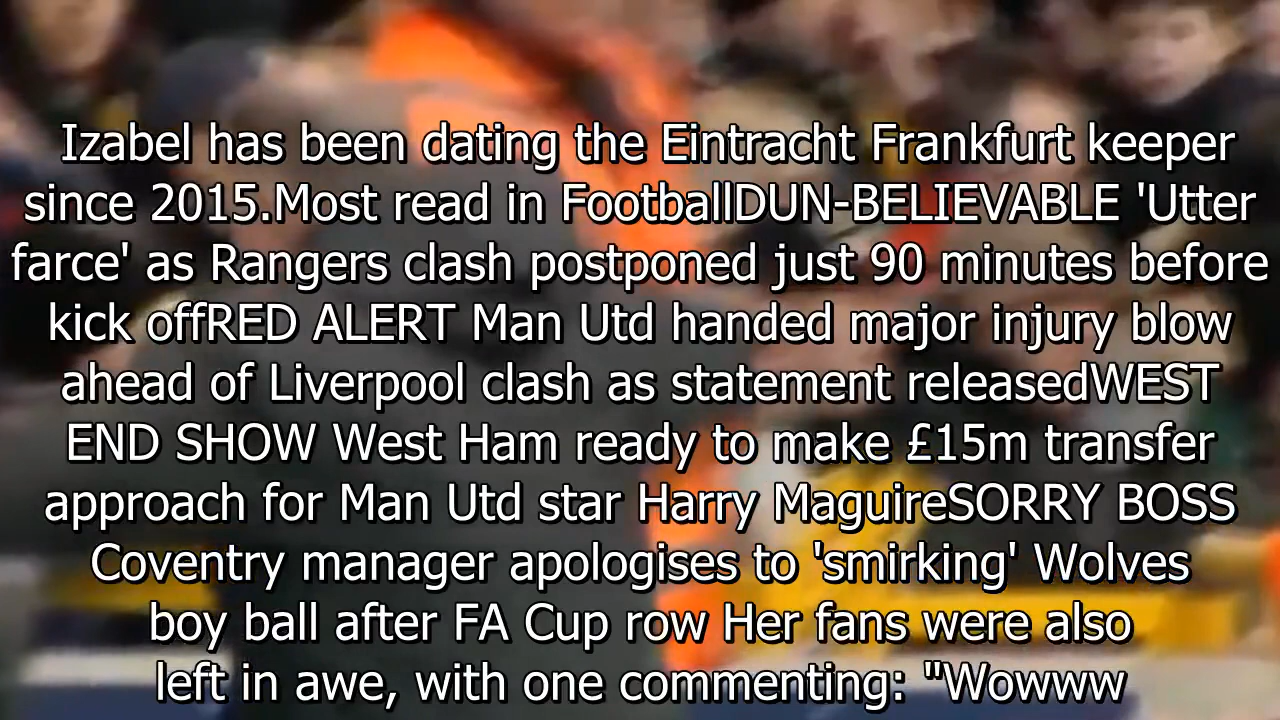 Izabel has been dating the Eintracht Frankfurt keeper
since 2015.Most read in FootballDUN-BELIEVABLE 'Utter
farce' as Rangers clash postponed just 90 minutes before
kick offRED ALERT Man Utd handed major injury blow
ahead of Liverpool clash as statement releasedWEST
END SHOW West Ham ready to make £15m transfer
approach for Man Utd star Harry MaguireSORRY BOSS
Coventry manager apologises to 'smirking' Wolves
boy ball after FA Cup row Her fans were also
left in awe, with one commenting: "Wowww